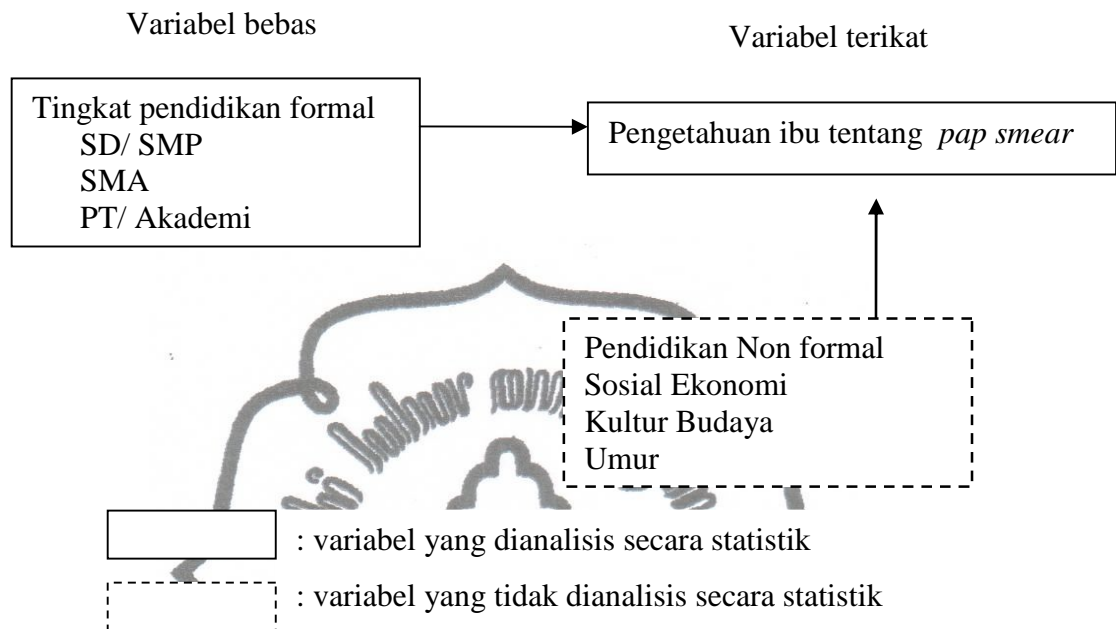 Variabel bebas
Variabel terikat
Tingkat pendidikan formal
SD/ SMP
SMA
PT/ Akademi
Pengetahuan ibu tentang pap smear
Pendidikan Non formal
Sosial Ekonomi
Kultur Budaya
Umur
: variabel yang dianalisis secara statistik
: variabel yang tidak dianalisis secara statistik